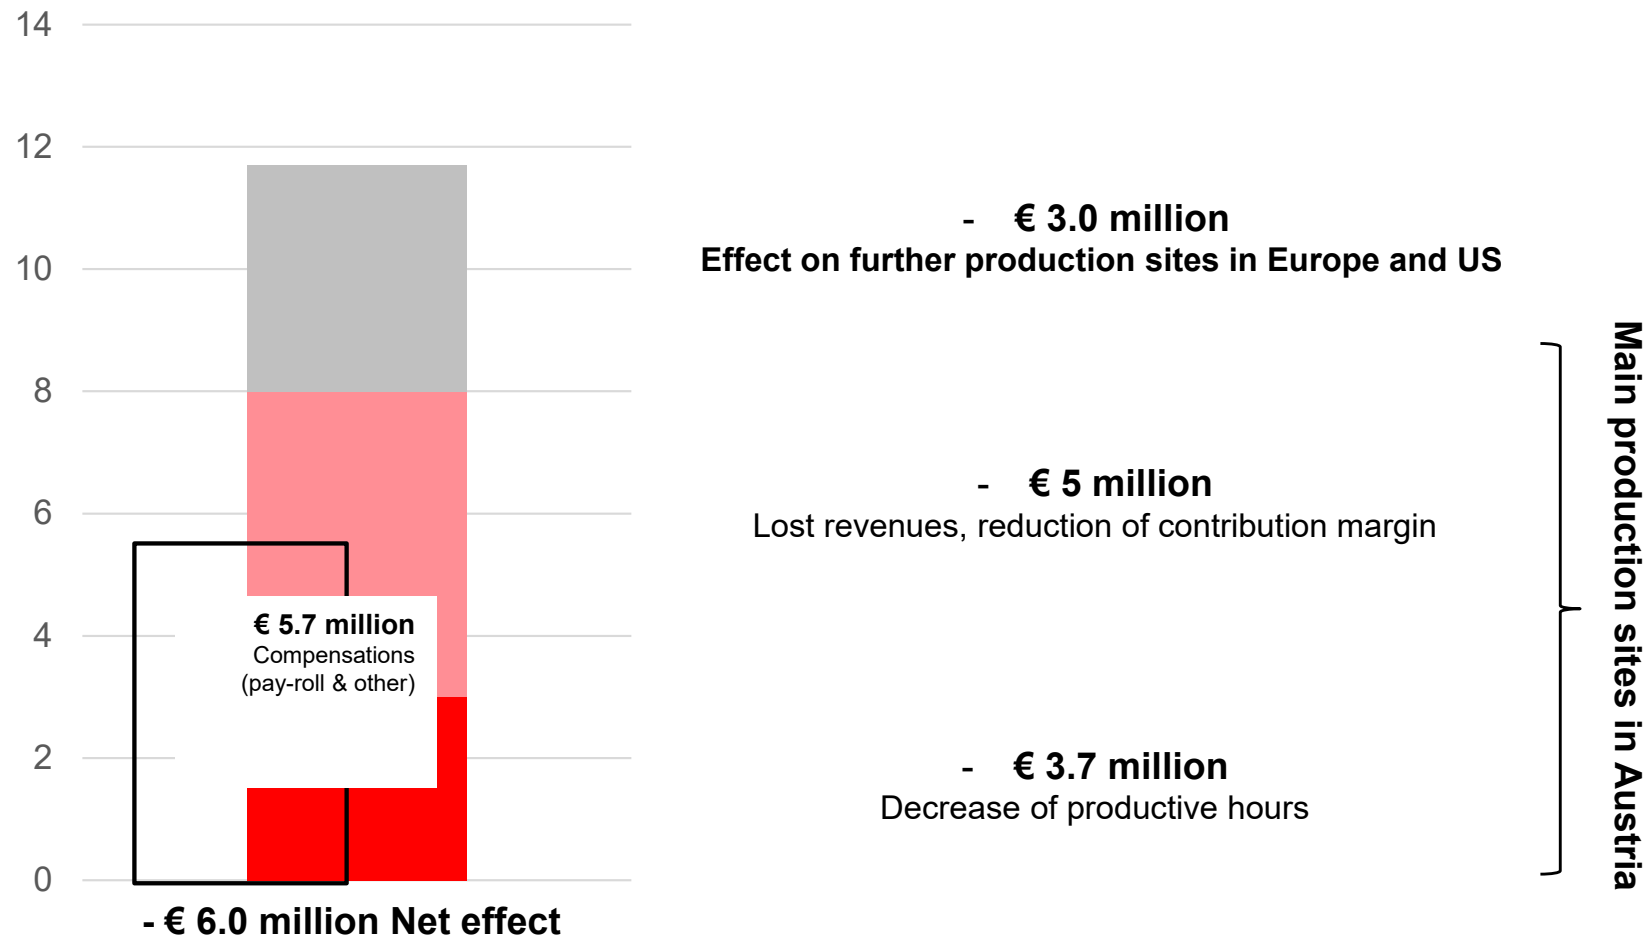 14
12
10
8
6
4
2
0
€ 5.7 million
Compensations
(pay-roll & other)
- € 6.0 million Net effect
- € 3.0 million
Effect on further production sites in Europe and US
- € 5 million
Lost revenues, reduction of contribution margin
- € 3.7 million
Decrease of productive hours
Main production sites in Austria